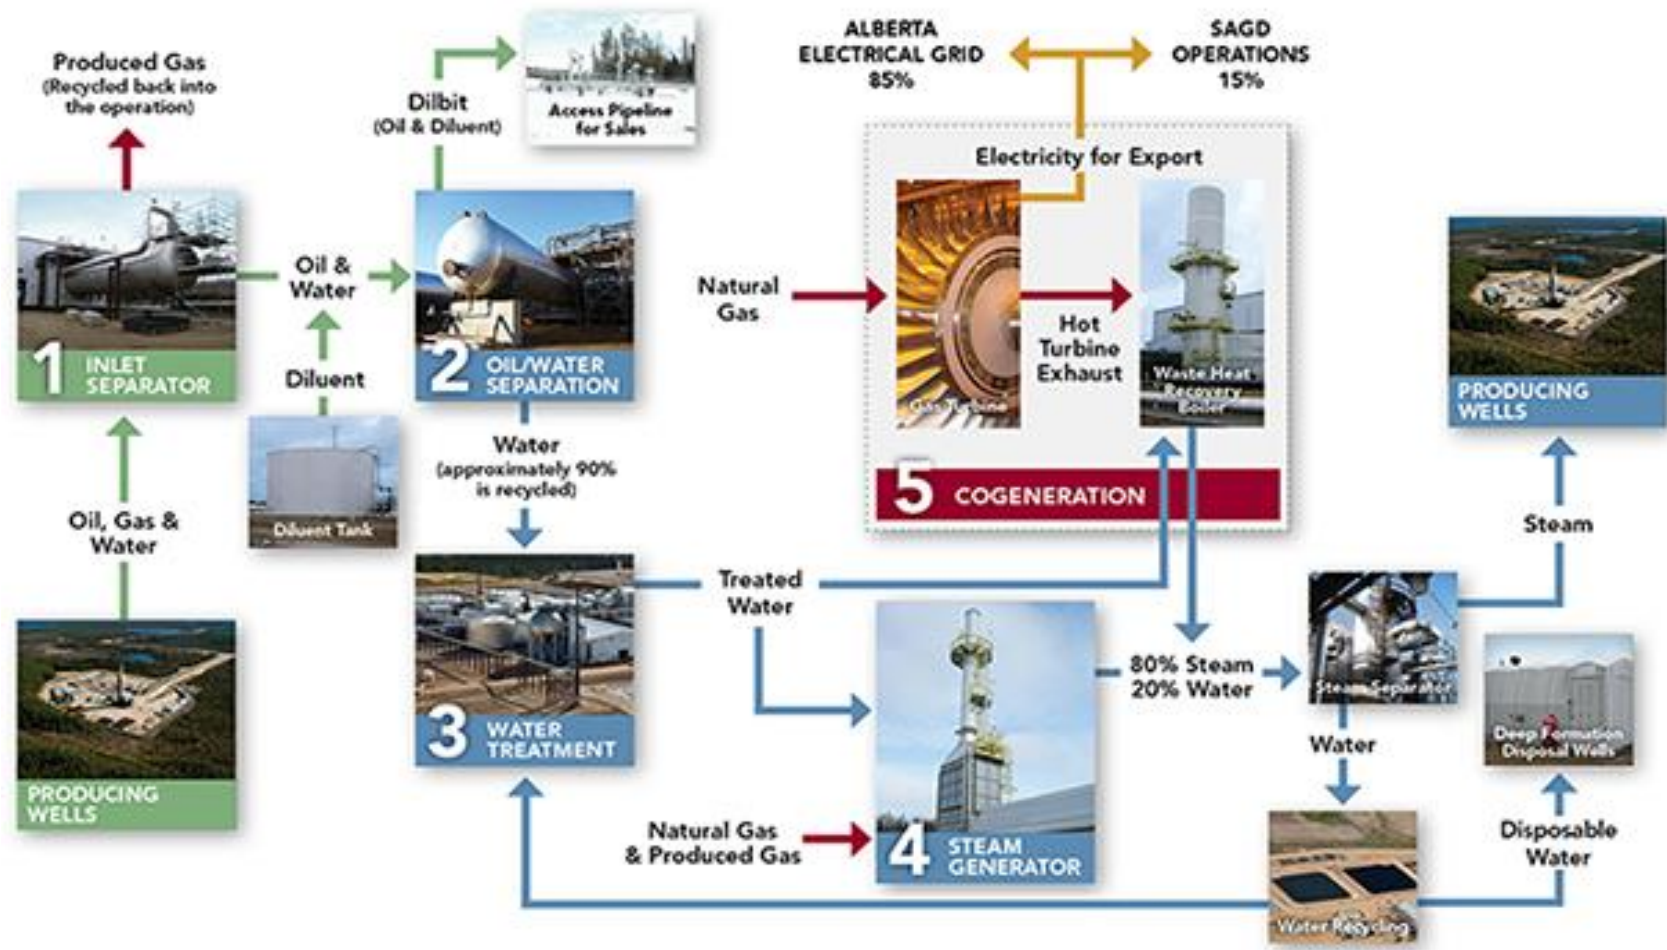 Produced Gas
(Recycled back into
the operation)
Dilbit
(Oil & Diluent)
Access Pipeline
for Sales
ALBERTA
ELECTRICAL GRID
85%
SAGD
OPERATIONS
15%
Electricity for Export
Oil &
Water
Natural
Gas
Hot
Turbine
Exhaust
Gas Turbine
Waste Heat
Recovery
Boiler
1 INLET
SEPARATOR
Diluent
2 OIL/WATER
SEPARATION
PRODUCING
WELLS
Water
(approximately 90%
is recycled)
5 COGENERATION
Oil, Gas &
Water
Diluent Tank
Steam
Treated
Water
80% Steam
20% Water
Steam Separator
3 WATER
TREATMENT
Water
Deep Formation
Disposal Wells
PRODUCING
WELLS
Natural Gas
& Produced Gas
4 STEAM
GENERATOR
Disposable
Water
Water Recycling